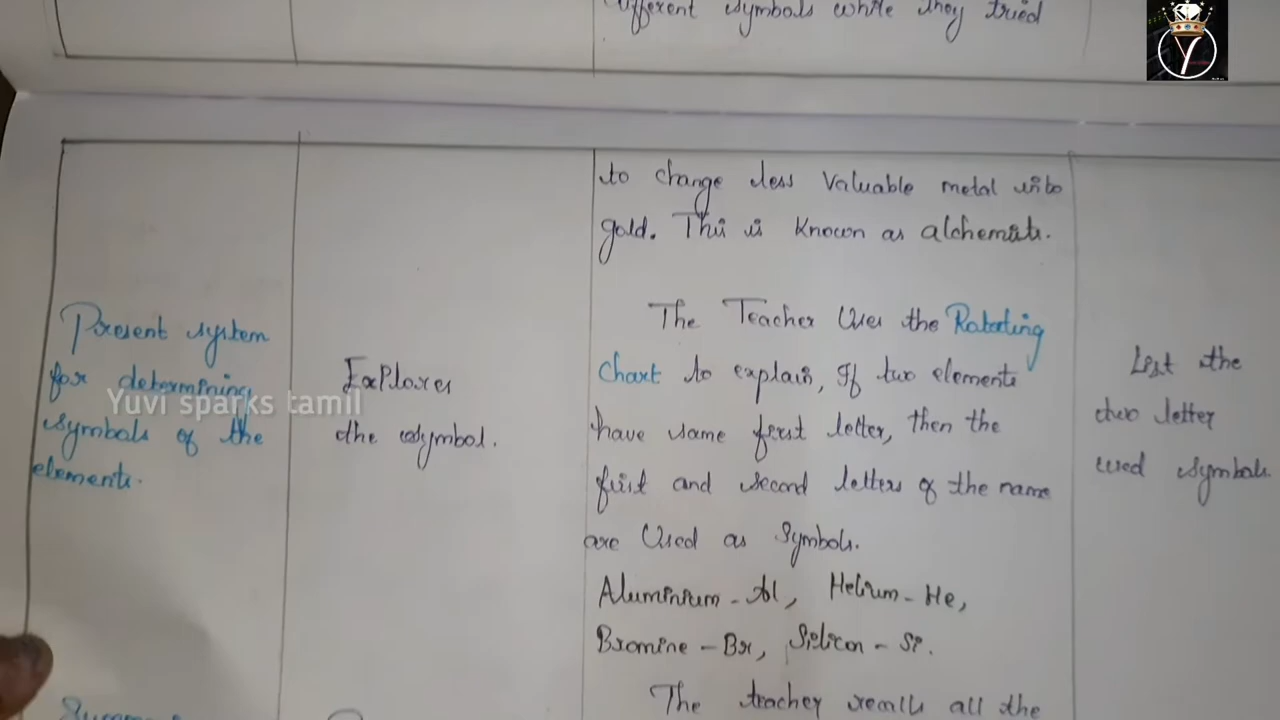 different symbols while they tried
to change less Valuable metal into
gold. This is Known as alchemists.
Present system
for determining
symbols of the
elements.
Yuvi sparks tamil
Explores
the symbol.
The Teacher Uses the Rotating
chart to explain, If two elements
have same first letter, then the
first and second letters of the name
are Used as Symbols.
Aluminium - Al, Helium - He,
Bromine - Br, Silicon - Si.
List the
two letter
used symbols.
The teacher recalls all the
Y